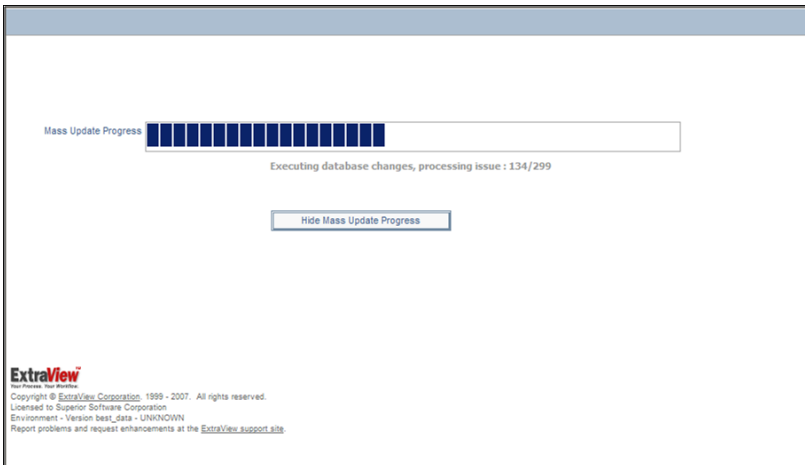 Mass Update Progress
Executing database changes, processing issue : 134/299
Hide Mass Update Progress
ExtraView™
Your Process. Your Workflow.
Copyright © ExtraView Corporation. 1999 - 2007. All rights reserved.
Licensed to Superior Software Corporation
Environment - Version best_data - UNKNOWN
Report problems and request enhancements at the ExtraView support site.